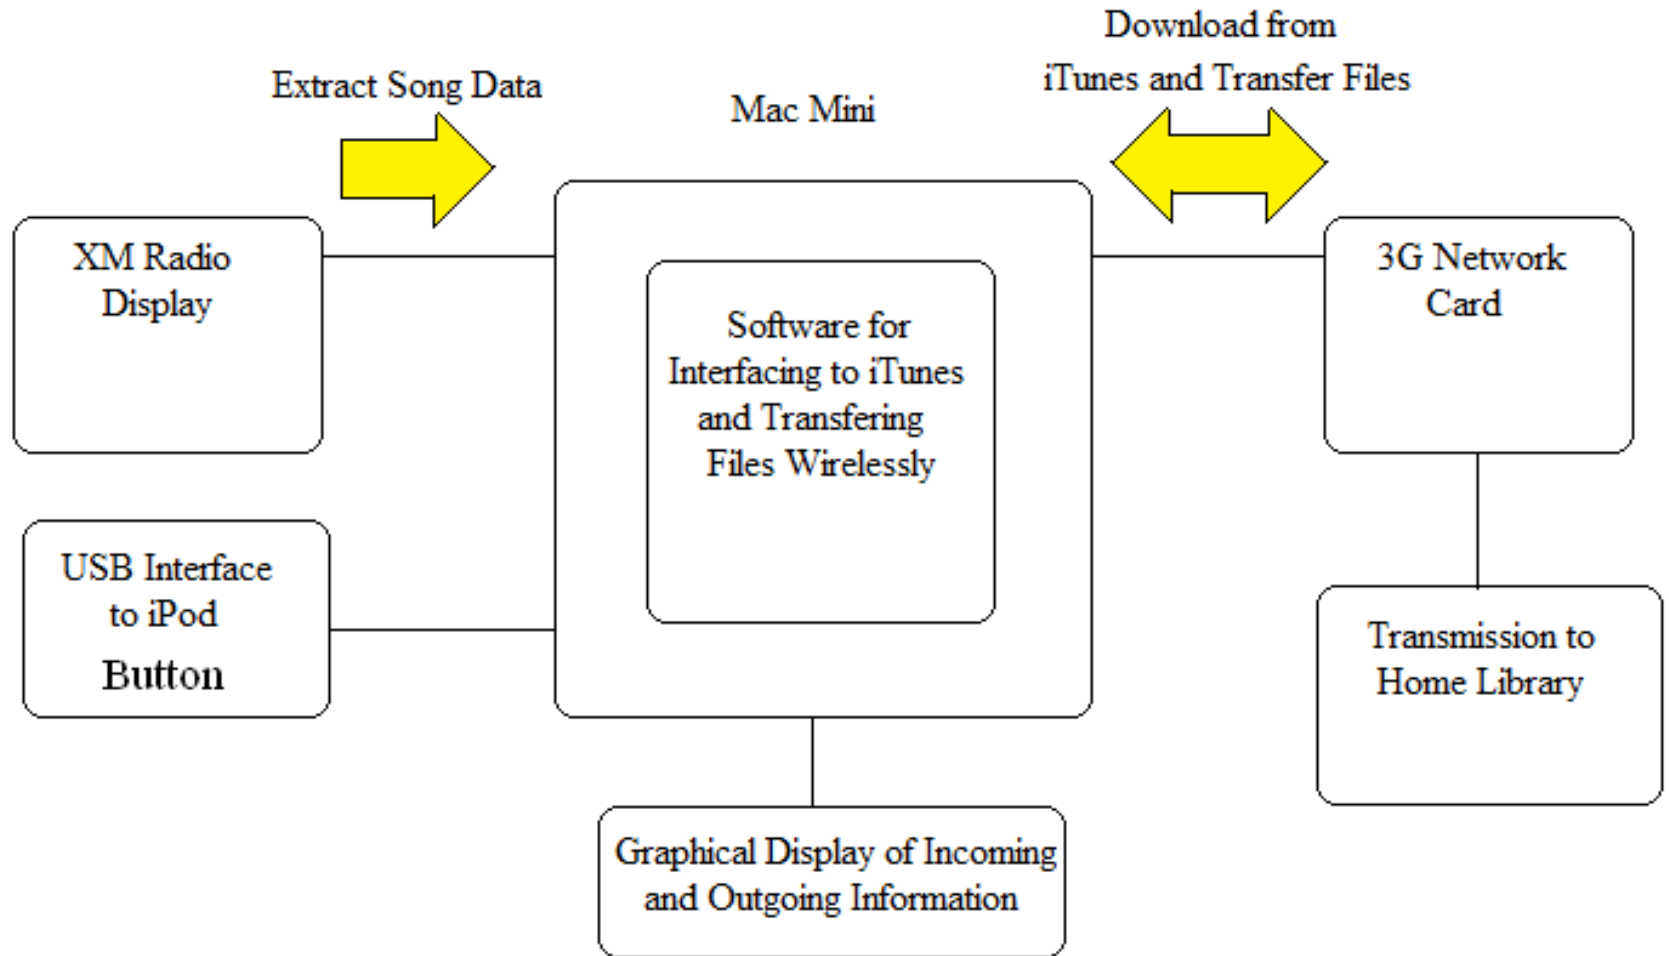 Extract Song Data
Download from
iTunes and Transfer Files
Mac Mini
XM Radio
Display
Software for
Interfacing to iTunes
and Transfering
Files Wirelessly
3G Network
Card
USB Interface
to iPod
Button
Transmission to
Home Library
Graphical Display of Incoming
and Outgoing Information